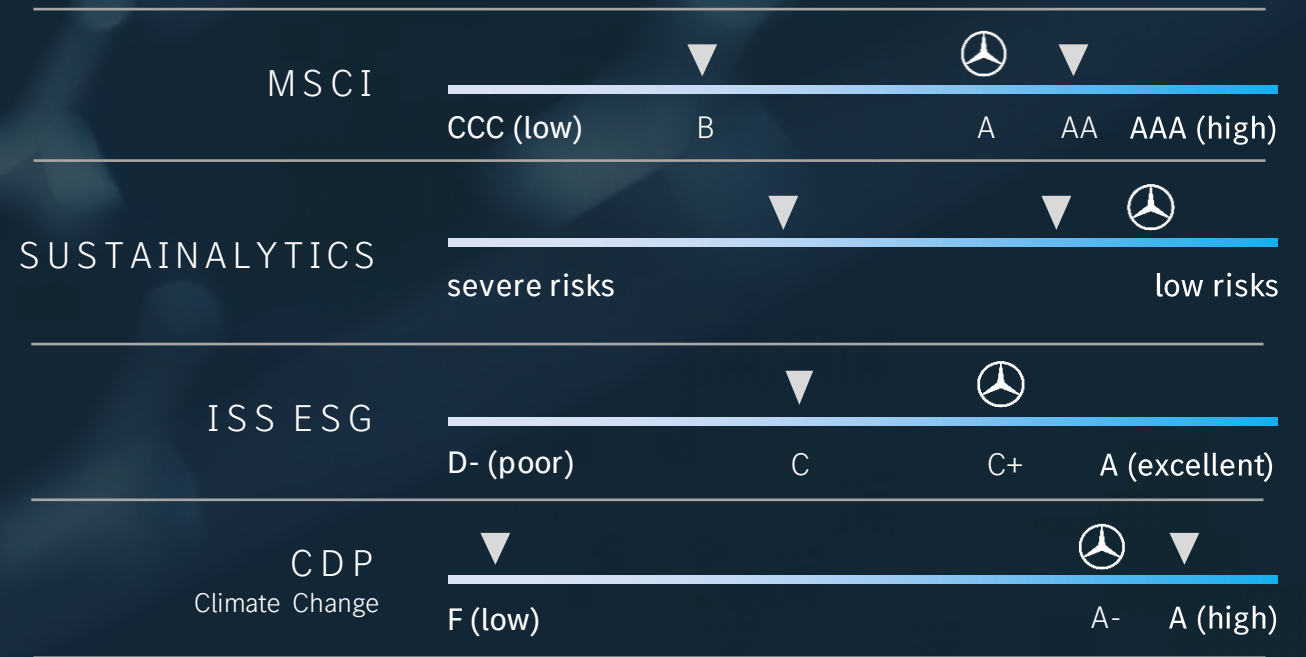 MSCI
CCC (low) B A AA AAA (high)
SUSTAINALYTICS
severe risks low risks
ISS ESG
D- (poor) C C+ A (excellent)
CDP
Climate Change
F (low) A- A (high)